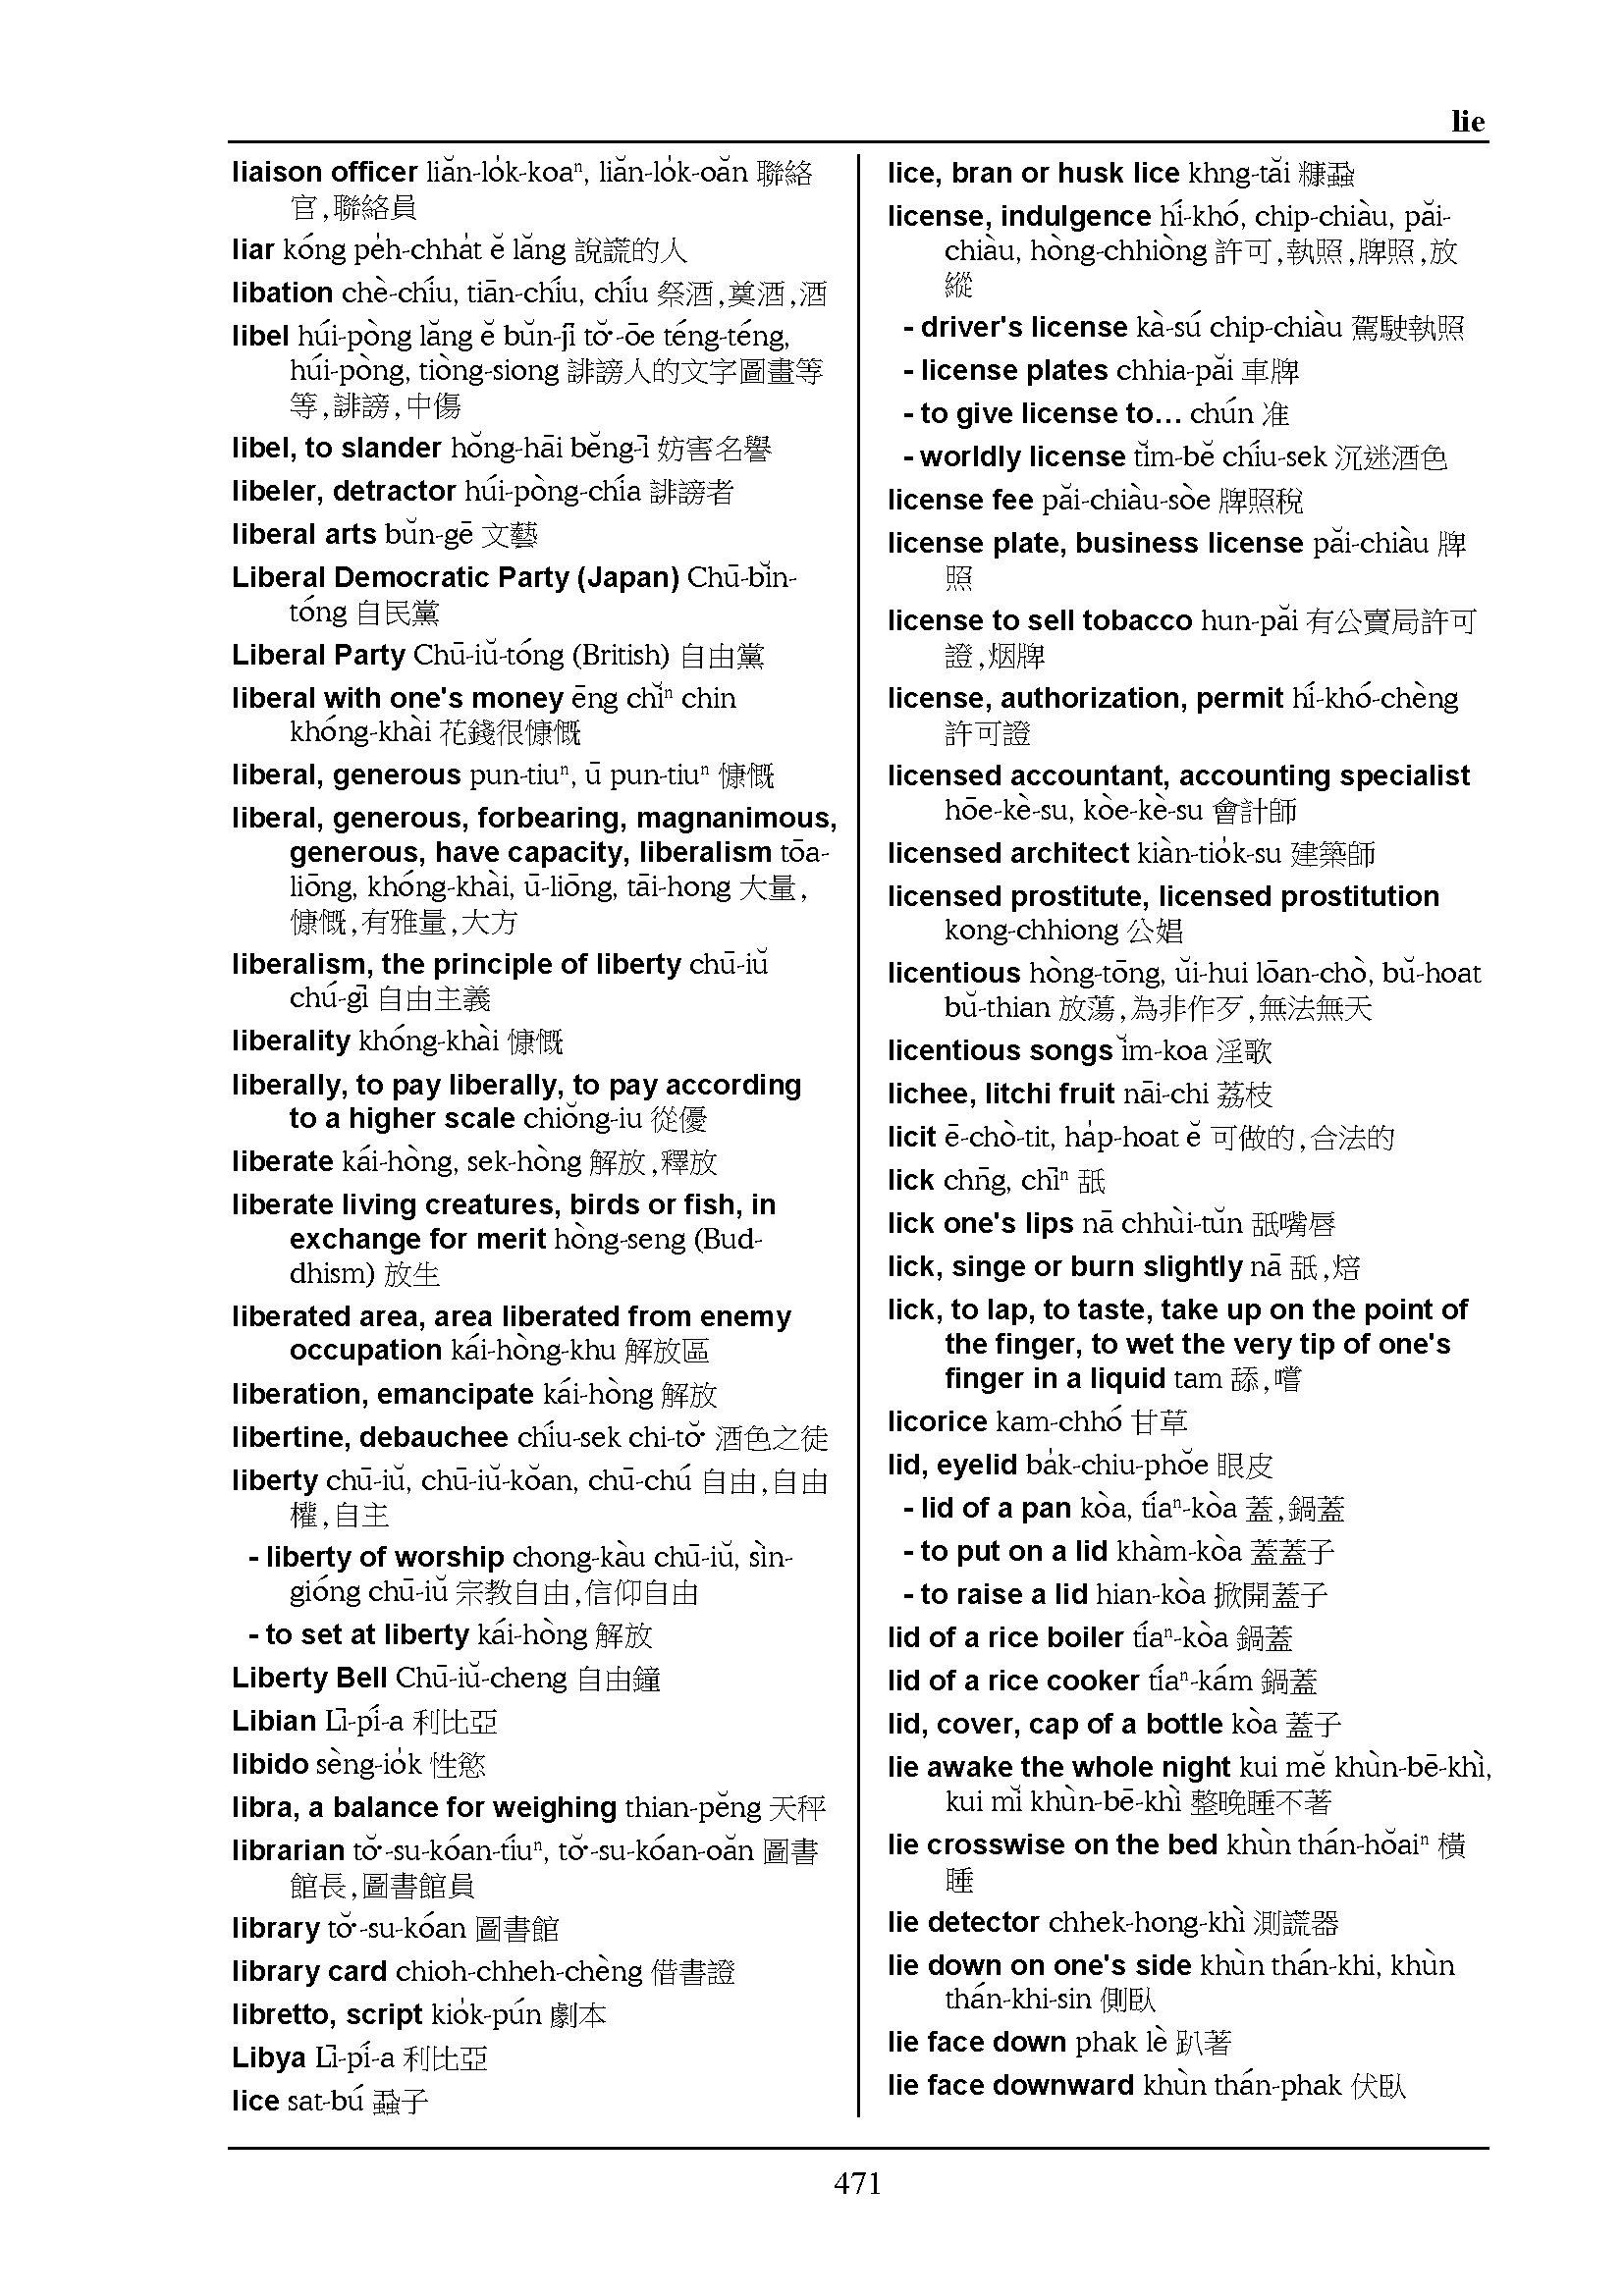 lie
liaison officer liăn-lo̍k-koaⁿ, liăn-lo̍k-oăn 聯絡
官,聯絡員
liar kóng pe̍h-chha̍t ĕ lăng 說謊的人
libation chè-chíu, tiān-chíu, chíu 祭酒,奠酒,酒
libel húi-pòng lăng ĕ bŭn-jī tŏ͘-ōe téng-téng,
húi-pòng, tiòng-siong 誹謗人的文字圖畫等
等,誹謗,中傷
libel, to slander hŏng-hāi bĕng-ī 妨害名譽
libeler, detractor húi-pòng-chía 誹謗者
liberal arts bŭn-gē 文藝
Liberal Democratic Party (Japan) Chū-bĭn-
tóng 自民黨
Liberal Party Chū-iŭ-tóng (British) 自由黨
liberal with one's money ēng chĭⁿ chin
khóng-khài 花錢很慷慨
liberal, generous pun-tiuⁿ, ū pun-tiuⁿ 慷慨
liberal, generous, forbearing, magnanimous,
generous, have capacity, liberalism tōa-
liōng, khóng-khài, ū-liōng, tāi-hong 大量,
慷慨,有雅量,大方
liberalism, the principle of liberty chū-iŭ
chú-gī 自由主義
liberality khóng-khài 慷慨
liberally, to pay liberally, to pay according
to a higher scale chiŏng-iu 從優
liberate kái-hòng, sek-hòng 解放,釋放
liberate living creatures, birds or fish, in
exchange for merit hòng-seng (Bud-
dhism) 放生
liberated area, area liberated from enemy
occupation kái-hòng-khu 解放區
liberation, emancipate kái-hòng 解放
libertine, debauchee chíu-sek chi-tŏ͘ 酒色之徒
liberty chū-iŭ, chū-iŭ-kŏan, chū-chú 自由,自由
權,自主
- liberty of worship chong-kàu chū-iŭ, sìn-
gióng chū-iŭ 宗教自由,信仰自由
- to set at liberty kái-hòng 解放
Liberty Bell Chū-iŭ-cheng 自由鐘
Libian Lī-pí-a 利比亞
libido sèng-io̍k 性慾
libra, a balance for weighing thian-pĕng 天秤
librarian tŏ͘-su-kóan-tíuⁿ, tŏ͘-su-kóan-oăn 圖書
館長,圖書館員
library tŏ͘-su-kóan 圖書館
library card chioh-chheh-chèng 借書證
libretto, script kio̍k-pún 劇本
Libya Lī-pí-a 利比亞
lice sat-bú 蝨子
lice, bran or husk lice khng-tăi 糠蝨
license, indulgence hí-khó, chip-chiàu, păi-
chiàu, hòng-chhiòng 許可,執照,牌照,放
縱
- driver's license kà-sú chip-chiàu 駕駛執照
- license plates chhia-păi 車牌
- to give license to... chún 准
- worldly license tĭm-bĕ chíu-sek 沉迷酒色
license fee păi-chiàu-sòe 牌照稅
license plate, business license păi-chiàu 牌
照
license to sell tobacco hun-păi 有公賣局許可
證,烟牌
license, authorization, permit hí-khó-chèng
許可證
licensed accountant, accounting specialist
hōe-kè-su, kòe-kè-su 會計師
licensed architect kiàn-tio̍k-su 建築師
licensed prostitute, licensed prostitution
kong-chhiong 公娼
licentious hòng-tōng, ŭi-hui lōan-chò, bŭ-hoat
bŭ-thian 放蕩,為非作歹,無法無天
licentious songs ĭm-koa 淫歌
lichee, litchi fruit nāi-chi 荔枝
licit ē-chò-tit, ha̍p-hoat ĕ 可做的,合法的
lick chn̄g, chīⁿ 舐
lick one's lips nā chhùi-tŭn 舐嘴唇
lick, singe or burn slightly nā 舐,焙
lick, to lap, to taste, take up on the point of
the finger, to wet the very tip of one's
finger in a liquid tam 舔,嚐
licorice kam-chhó 甘草
lid, eyelid ba̍k-chiu-phŏe 眼皮
- lid of a pan kòa, tíaⁿ-kòa 蓋,鍋蓋
- to put on a lid khàm-kòa 蓋蓋子
- to raise a lid hian-kòa 掀開蓋子
lid of a rice boiler tíaⁿ-kòa 鍋蓋
lid of a rice cooker tíaⁿ-kám 鍋蓋
lid, cover, cap of a bottle kòa 蓋子
lie awake the whole night kui mĕ khùn-bē-khì,
kui mĭ khùn-bē-khì 整晚睡不著
lie crosswise on the bed khùn thán-hŏaiⁿ 橫
睡
lie detector chhek-hong-khì 測謊器
lie down on one's side khùn thán-khi, khùn
thán-khi-sin 側臥
lie face down phak lè 趴著
lie face downward khùn thán-phak 伏臥
471